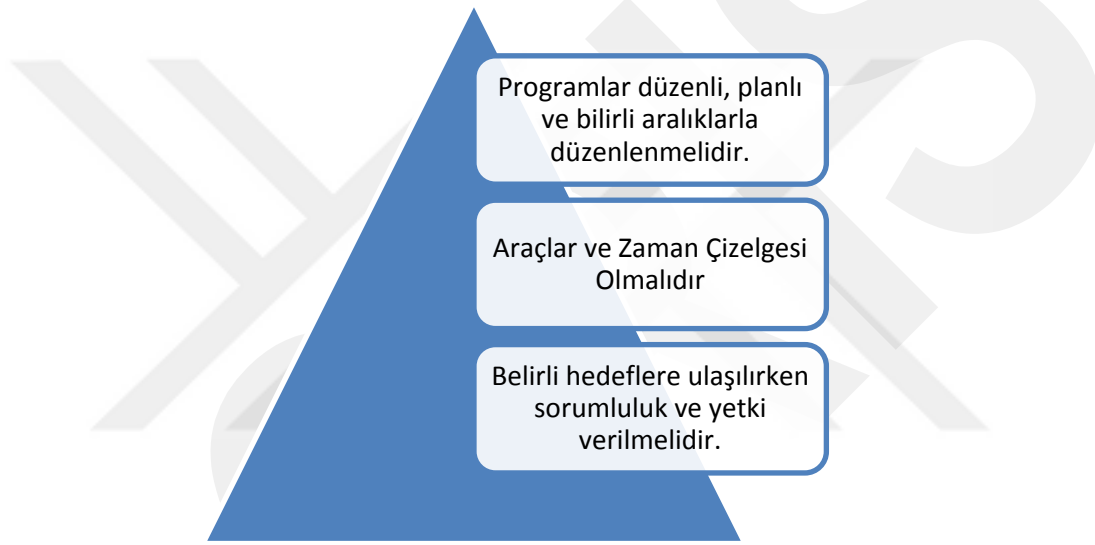 Programlar düzenli, planlı
ve bilirli aralıklarla
düzenlenmelidir.
Araçlar ve Zaman Çizelgesi
Olmalıdır
Belirli hedeflere ulaşılırken
sorumluluk ve yetki
verilmelidir.